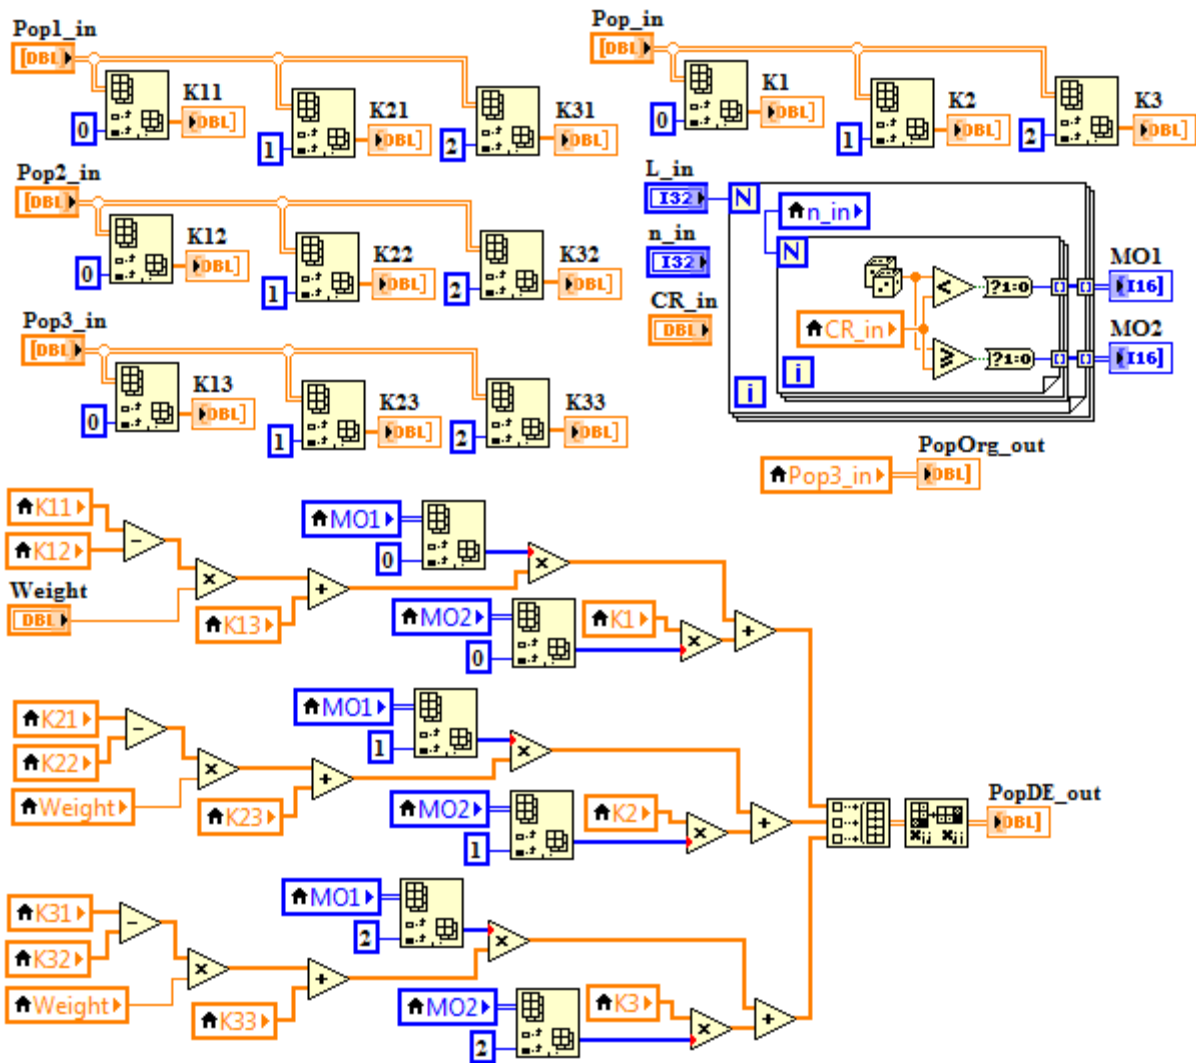 Pop1_in
[DBL]
0
K11
DBL]
1
K21
DBL]
2
K31
DBL]
Pop_in
[DBL]
0
K1
DBL]
1
K2
DBL]
2
K3
DBL]
Pop2_in
[DBL]
0
K12
DBL]
1
K22
DBL]
2
K32
DBL]
Pop3_in
[DBL]
0
K13
DBL]
1
K23
DBL]
2
K33
DBL]
L_in
I32
n_in
I32
CR_in
DBL
N
n_in
N
CR_in
<
≥
?1:0
?1:0
i
i
MO1
[I16]
MO2
[I16]
Pop3_in
PopOrg_out
[DBL]
K11
K12
−
Weight
DBL
×
K13
+
MO1
0
×
MO2
0
K1
×
+
K21
K22
−
Weight
×
K23
+
MO1
1
×
MO2
1
K2
×
+
PopDE_out
[DBL]
K31
K32
−
Weight
×
K33
+
MO1
2
×
MO2
2
K3
×
+